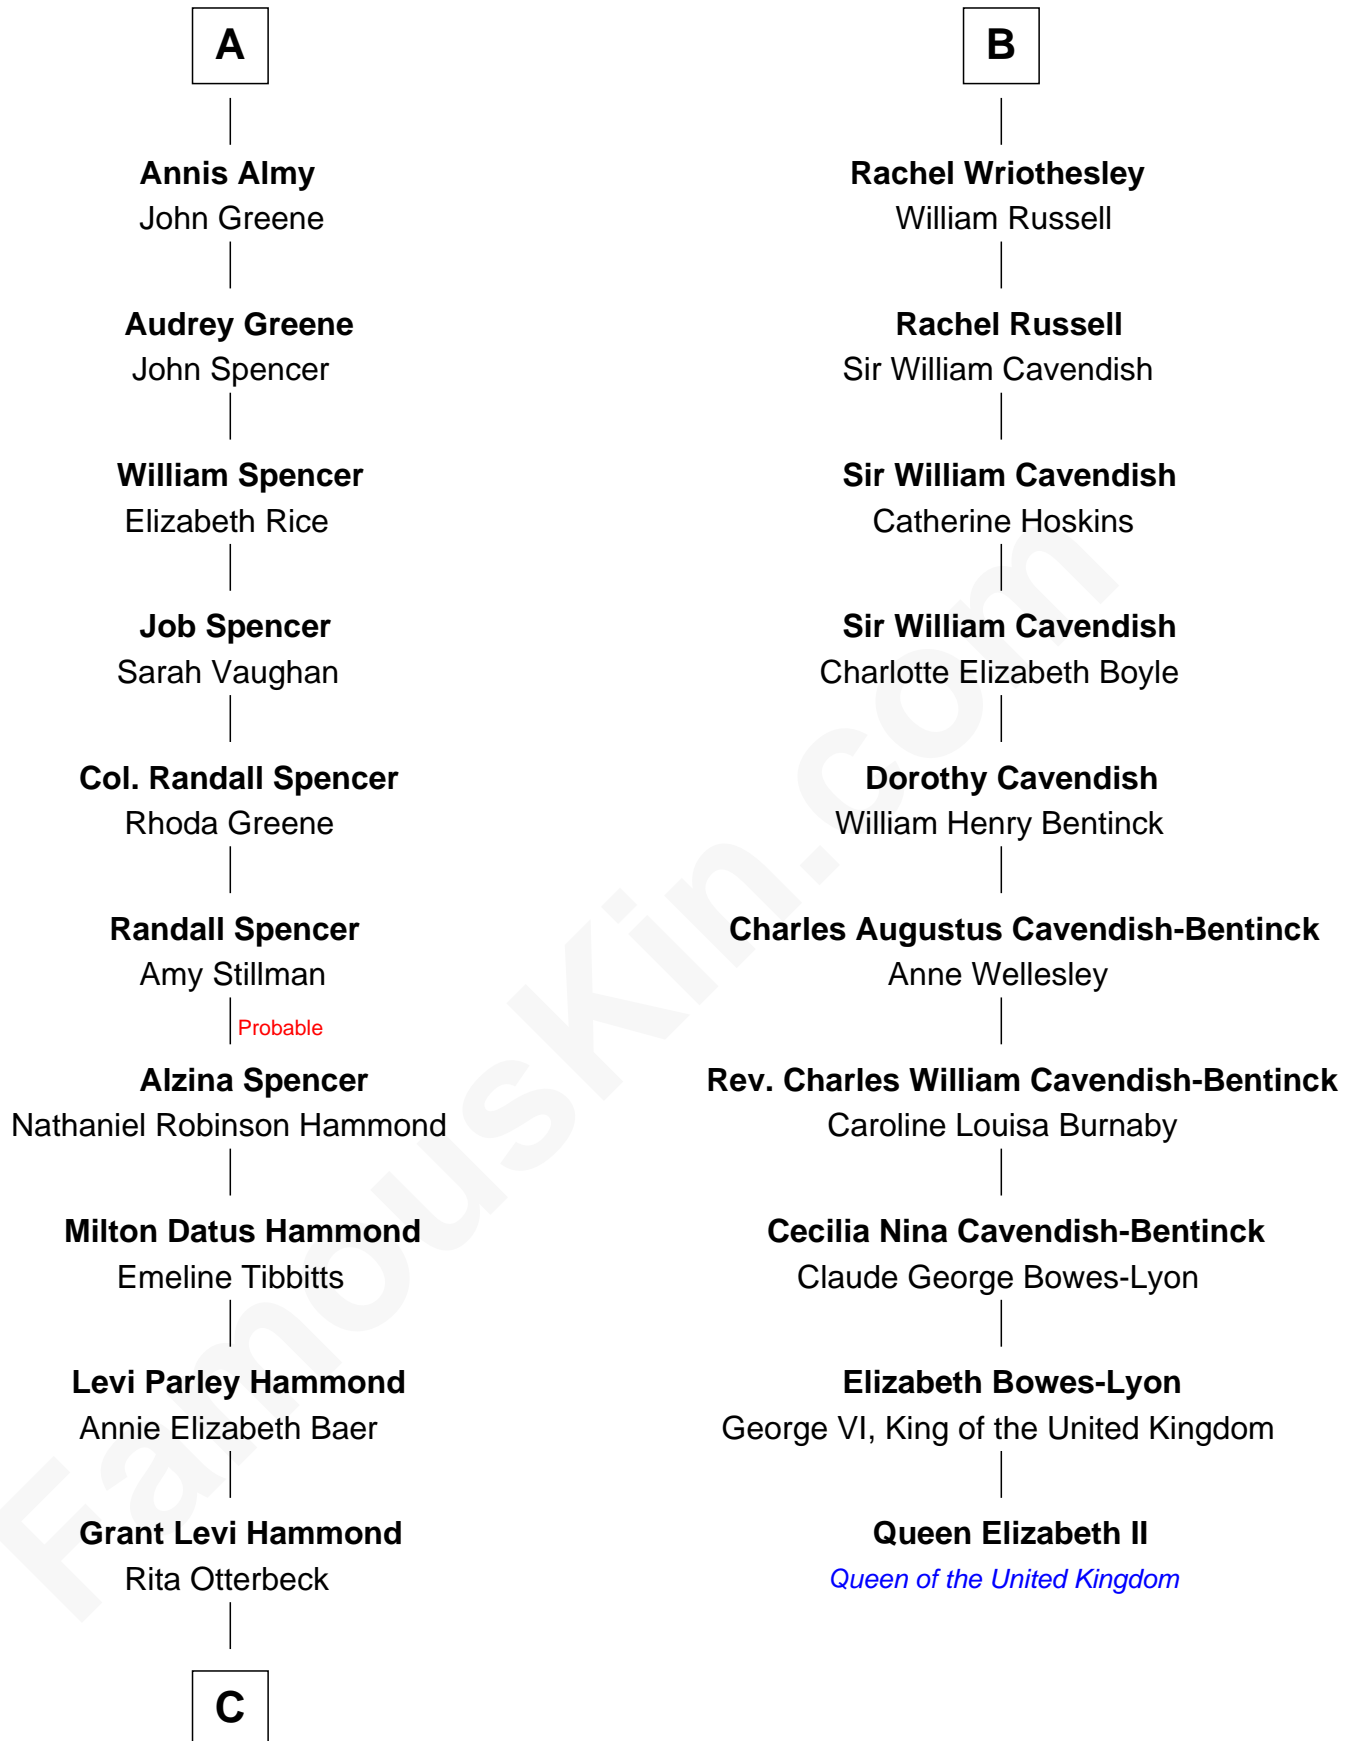 A
Annis Almy
John Greene
Audrey Greene
John Spencer
William Spencer
Elizabeth Rice
Job Spencer
Sarah Vaughan
Col. Randall Spencer
Rhoda Greene
Randall Spencer
Amy Stillman
Probable
Alzina Spencer
Nathaniel Robinson Hammond
Milton Datus Hammond
Emeline Tibbitts
Levi Parley Hammond
Annie Elizabeth Baer
Grant Levi Hammond
Rita Otterbeck
C
B
Rachel Wriothesley
William Russell
Rachel Russell
Sir William Cavendish
Sir William Cavendish
Catherine Hoskins
Sir William Cavendish
Charlotte Elizabeth Boyle
Dorothy Cavendish
William Henry Bentinck
Charles Augustus Cavendish-Bentinck
Anne Wellesley
Rev. Charles William Cavendish-Bentinck
Caroline Louisa Burnaby
Cecilia Nina Cavendish-Bentinck
Claude George Bowes-Lyon
Elizabeth Bowes-Lyon
George VI, King of the United Kingdom
Queen Elizabeth II
Queen of the United Kingdom
FamousKin.com